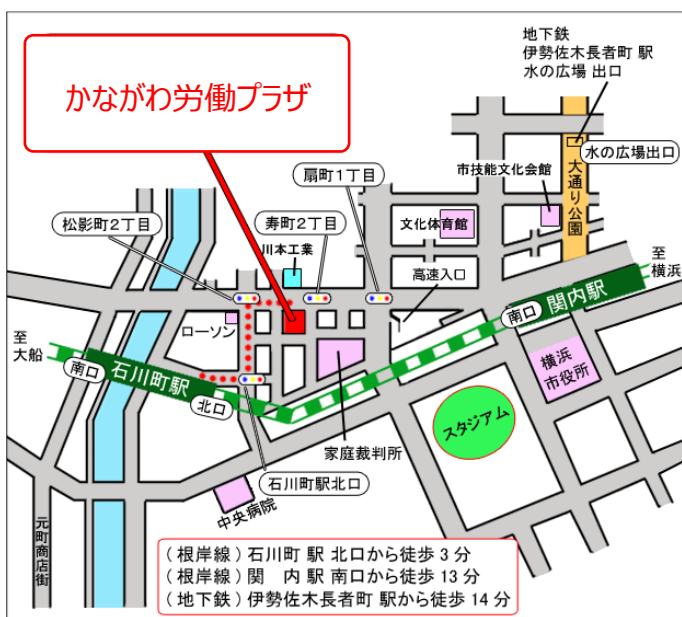 かながわ労働プラザ
地下鉄
伊勢佐木長者町 駅
水の広場 出口
水の広場出口
大通り公園
市技能文化会館
扇町1丁目
寿町2丁目
松影町2丁目
川本工業
文化体育館
高速入口
至
横浜
関内駅
南口
ローソン
至
大船
南口
石川町駅
北口
横浜
市役所
スタジアム
家庭裁判所
石川町駅北口
中央病院
元町商店街
( 根岸線 ) 石川町 駅 北口から徒歩 3 分
( 根岸線 ) 関 内 駅 南口から徒歩 13 分
( 地下鉄 ) 伊勢佐木長者町 駅から徒歩 14 分